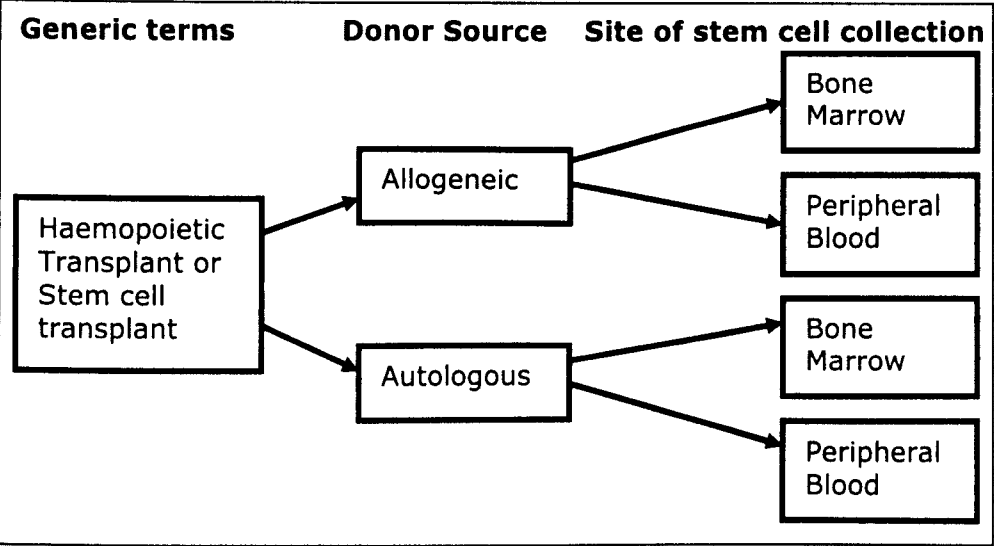 Generic terms
Donor Source
Site of stem cell collection
Haemopoietic
Transplant or
Stem cell
transplant
Allogeneic
Autologous
Bone
Marrow
Peripheral
Blood
Bone
Marrow
Peripheral
Blood